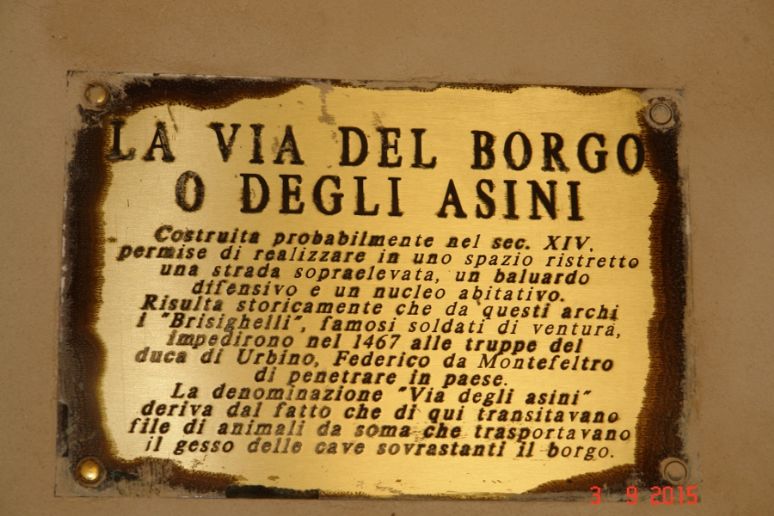 LA VIA DEL BORGO
O DEGLI ASINI
Costruita probabilmente nel sec. XIV,
permise di realizzare in uno spazio ristretto
una strada sopraelevata, un baluardo
difensivo e un nucleo abitativo.
Risulta storicamente che da questi archi
i "Brisighelli", famosi soldati di ventura,
impedirono nel 1467 alle truppe del
duca di Urbino, Federico da Montefeltro
di penetrare in paese.
La denominazione "Via degli asini"
deriva dal fatto che di qui transitavano
file di animali da soma che trasportavano
il gesso delle cave sovrastanti il borgo.
3 9 2015